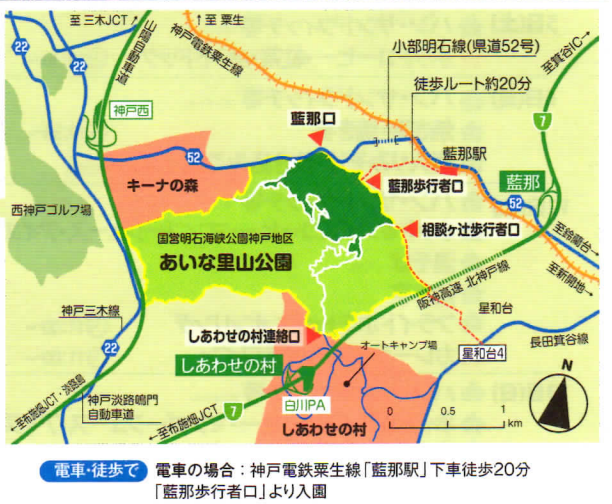 至 三木JCT
↑至 粟生
22
山陽自動車道
神戸電鉄粟生線
小部明石線(県道52号)
至箕谷IC→
22
徒歩ルート約20分
神戸西
藍那口
7
52
藍那駅
キーナの森
藍那歩行者口
藍那
西神戸ゴルフ場
52
相談ヶ辻歩行者口
国営明石海峡公園神戸地区
あいな里山公園
至鈴蘭台→
至新開地→
阪神高速 北神戸線
神戸三木線
星和台
しあわせの村連絡口
22
オートキャンプ場
星和台4
長田箕谷線
しあわせの村
←至布施畑JCT・淡路島
神戸淡路鳴門
自動車道
白川PA
N
←至布施畑JCT
7
しあわせの村
0 0.5 1
km
電車・徒歩で 電車の場合:神戸電鉄粟生線「藍那駅」下車徒歩20分
「藍那歩行者口」より入園